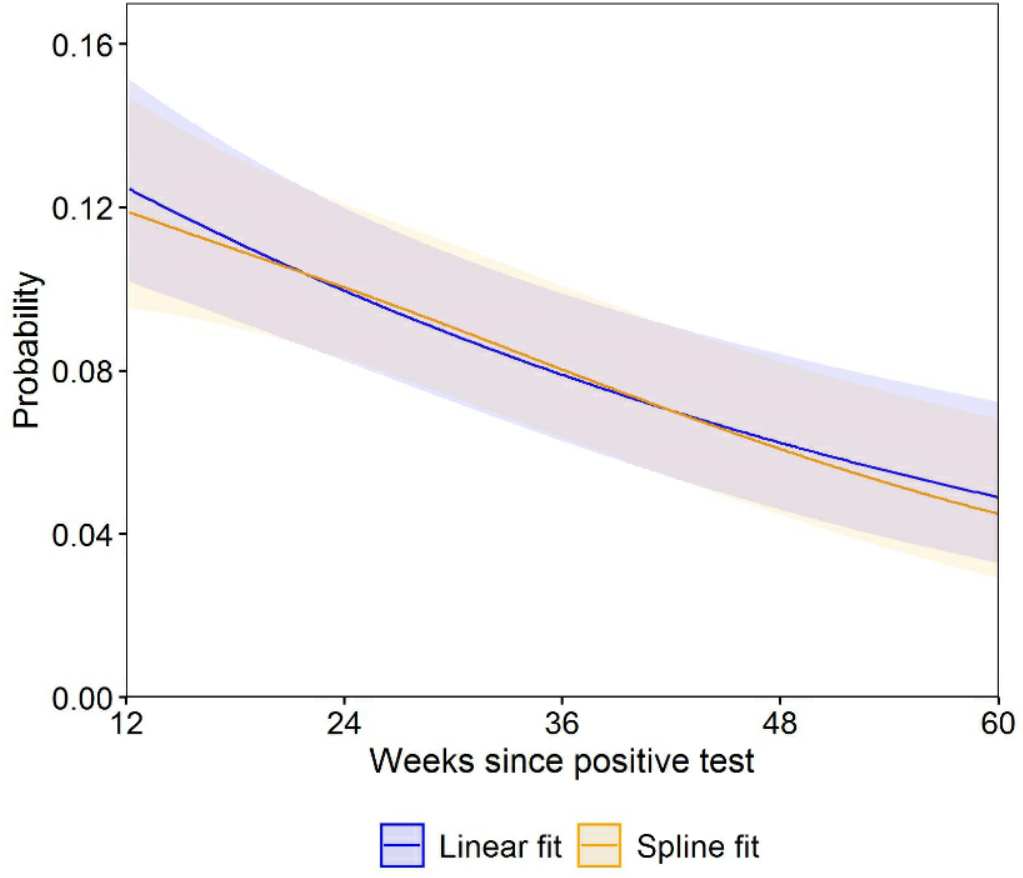 0.16
0.12
0.08
0.04
0.00
Probability
12 24 36 48 60
Weeks since positive test
Linear fit Spline fit